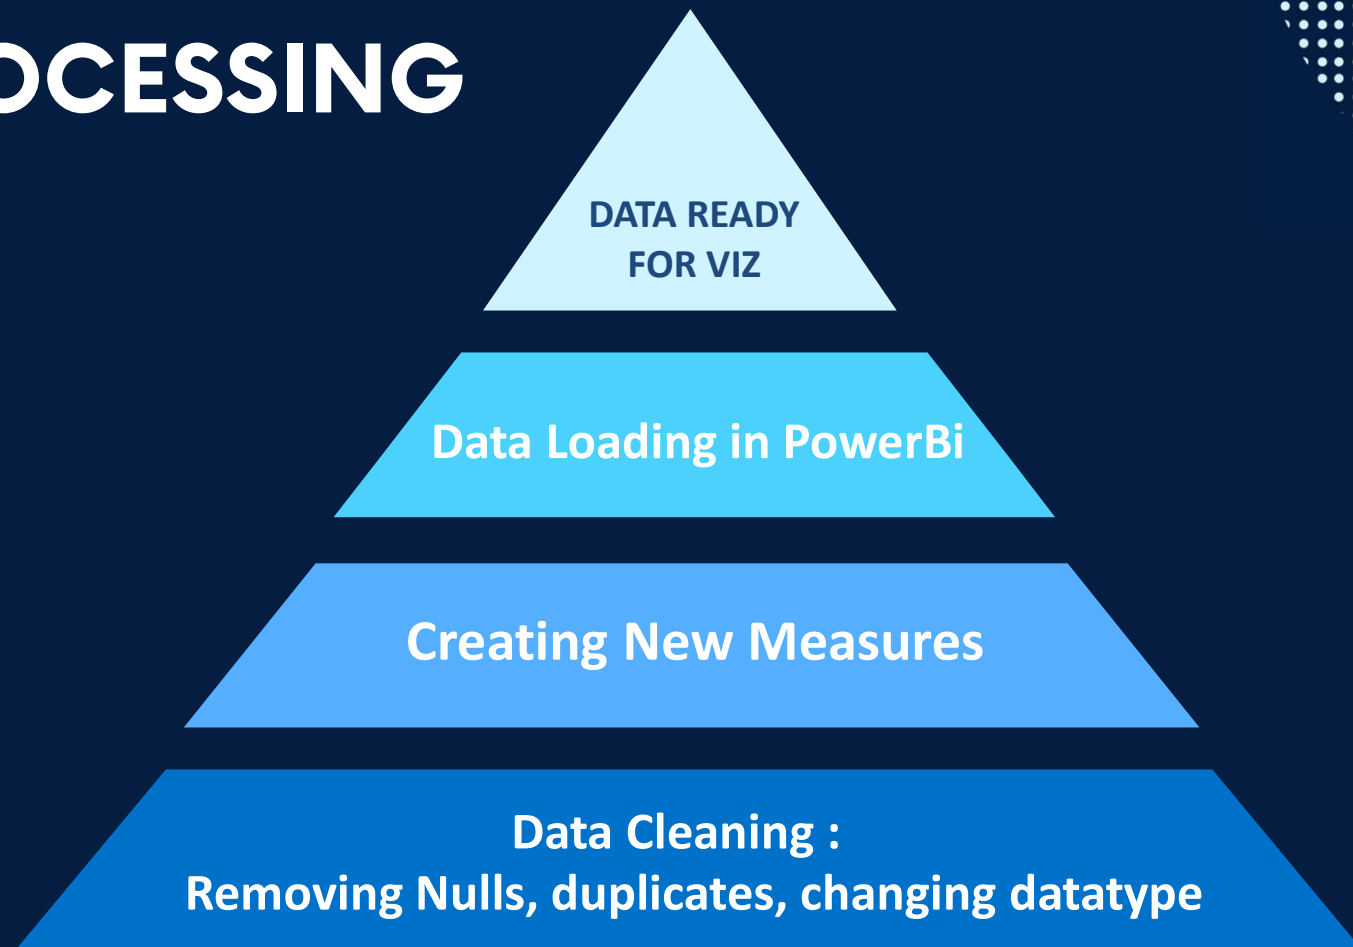 OCESSING
DATA READY
FOR VIZ
Data Loading in PowerBi
Creating New Measures
Data Cleaning :
Removing Nulls, duplicates, changing datatype